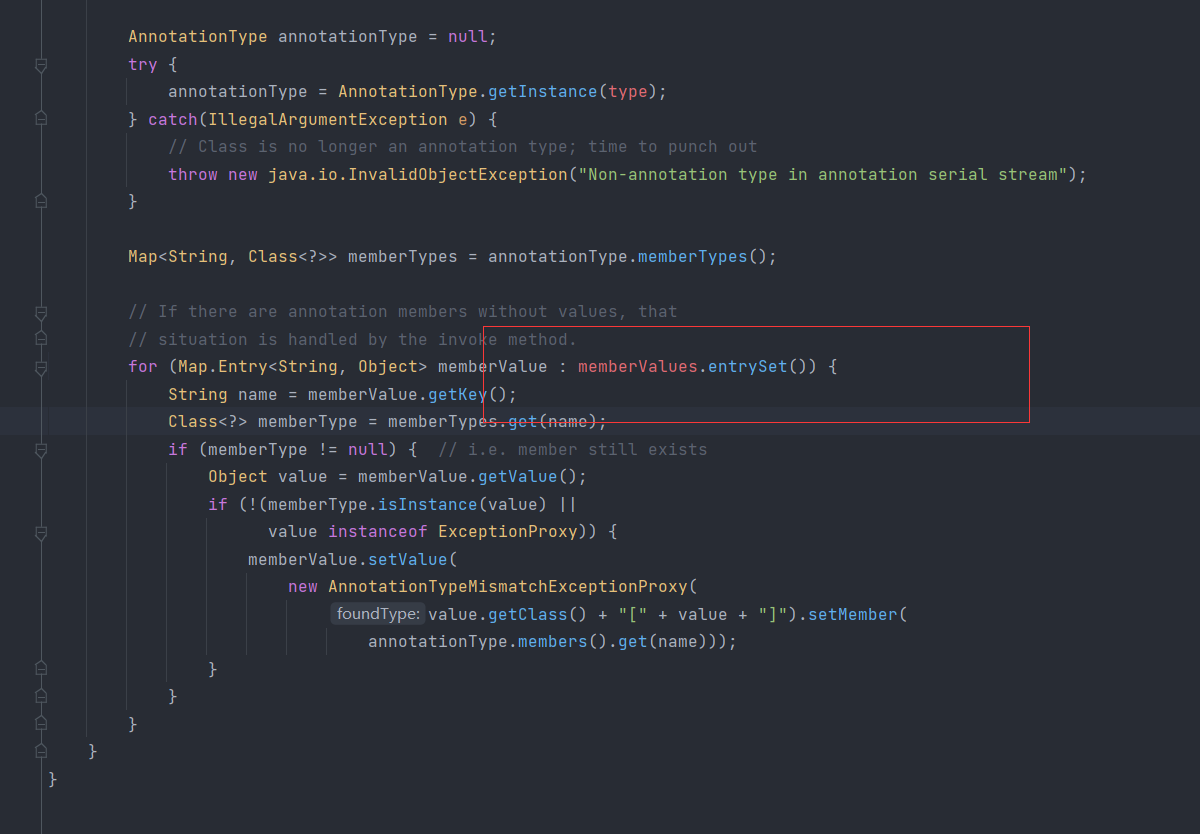 AnnotationType annotationType = null;
try {
annotationType = AnnotationType.getInstance(type);
} catch(IllegalArgumentException e) {
// Class is no longer an annotation type; time to punch out
throw new java.io.InvalidObjectException("Non-annotation type in annotation serial stream");
}
Map<String, Class<?>> memberTypes = annotationType.memberTypes();
// If there are annotation members without values, that
// situation is handled by the invoke method.
for (Map.Entry<String, Object> memberValue : memberValues.entrySet()) {
String name = memberValue.getKey();
Class<?> memberType = memberTypes.get(name);
if (memberType != null) {  // i.e. member still exists
Object value = memberValue.getValue();
if (!(memberType.isInstance(value) ||
value instanceof ExceptionProxy)) {
memberValue.setValue(
new AnnotationTypeMismatchExceptionProxy(
foundType: value.getClass() + "[" + value + "]").setMember(
annotationType.members().get(name)));
}
}
}
}
}